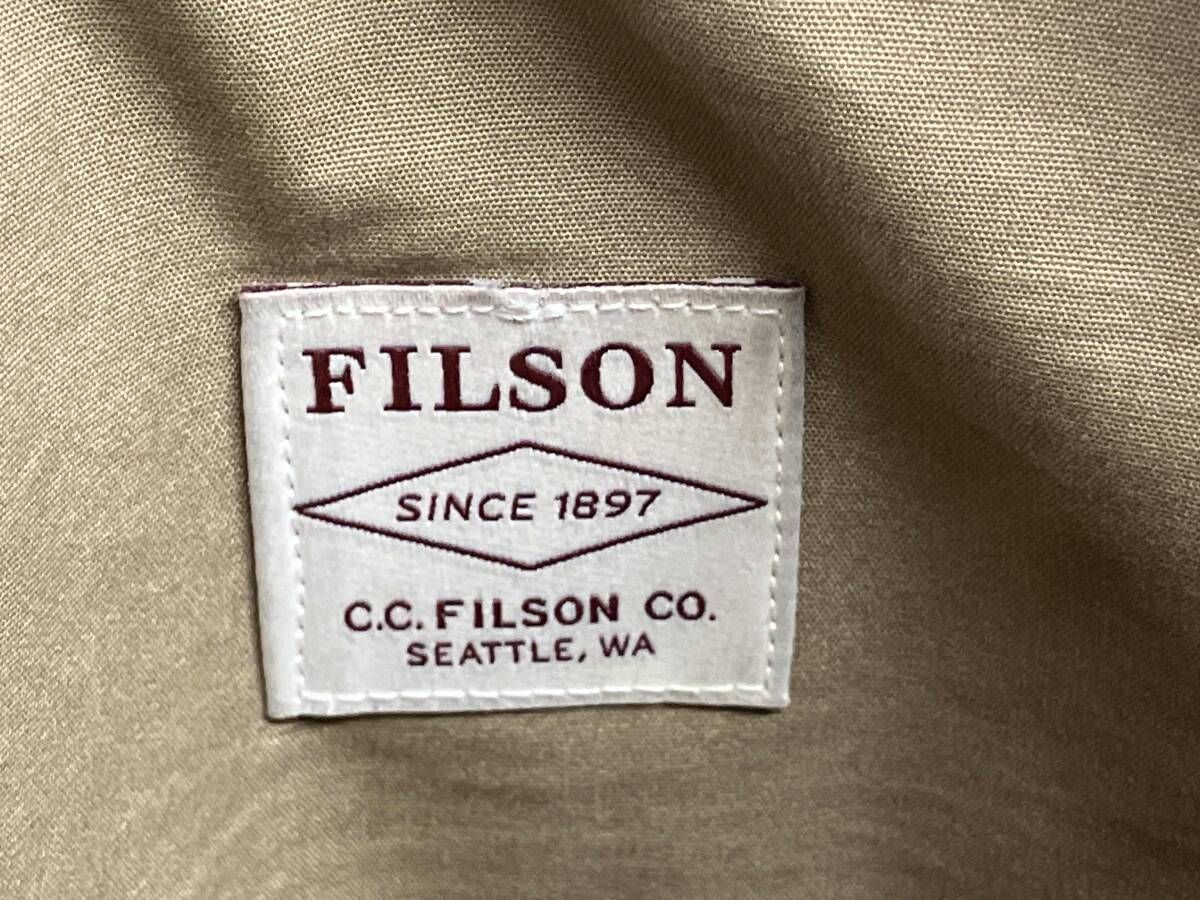 FILSON
SINCE 1897
C.C. FILSON CO.
SEATTLE, WA